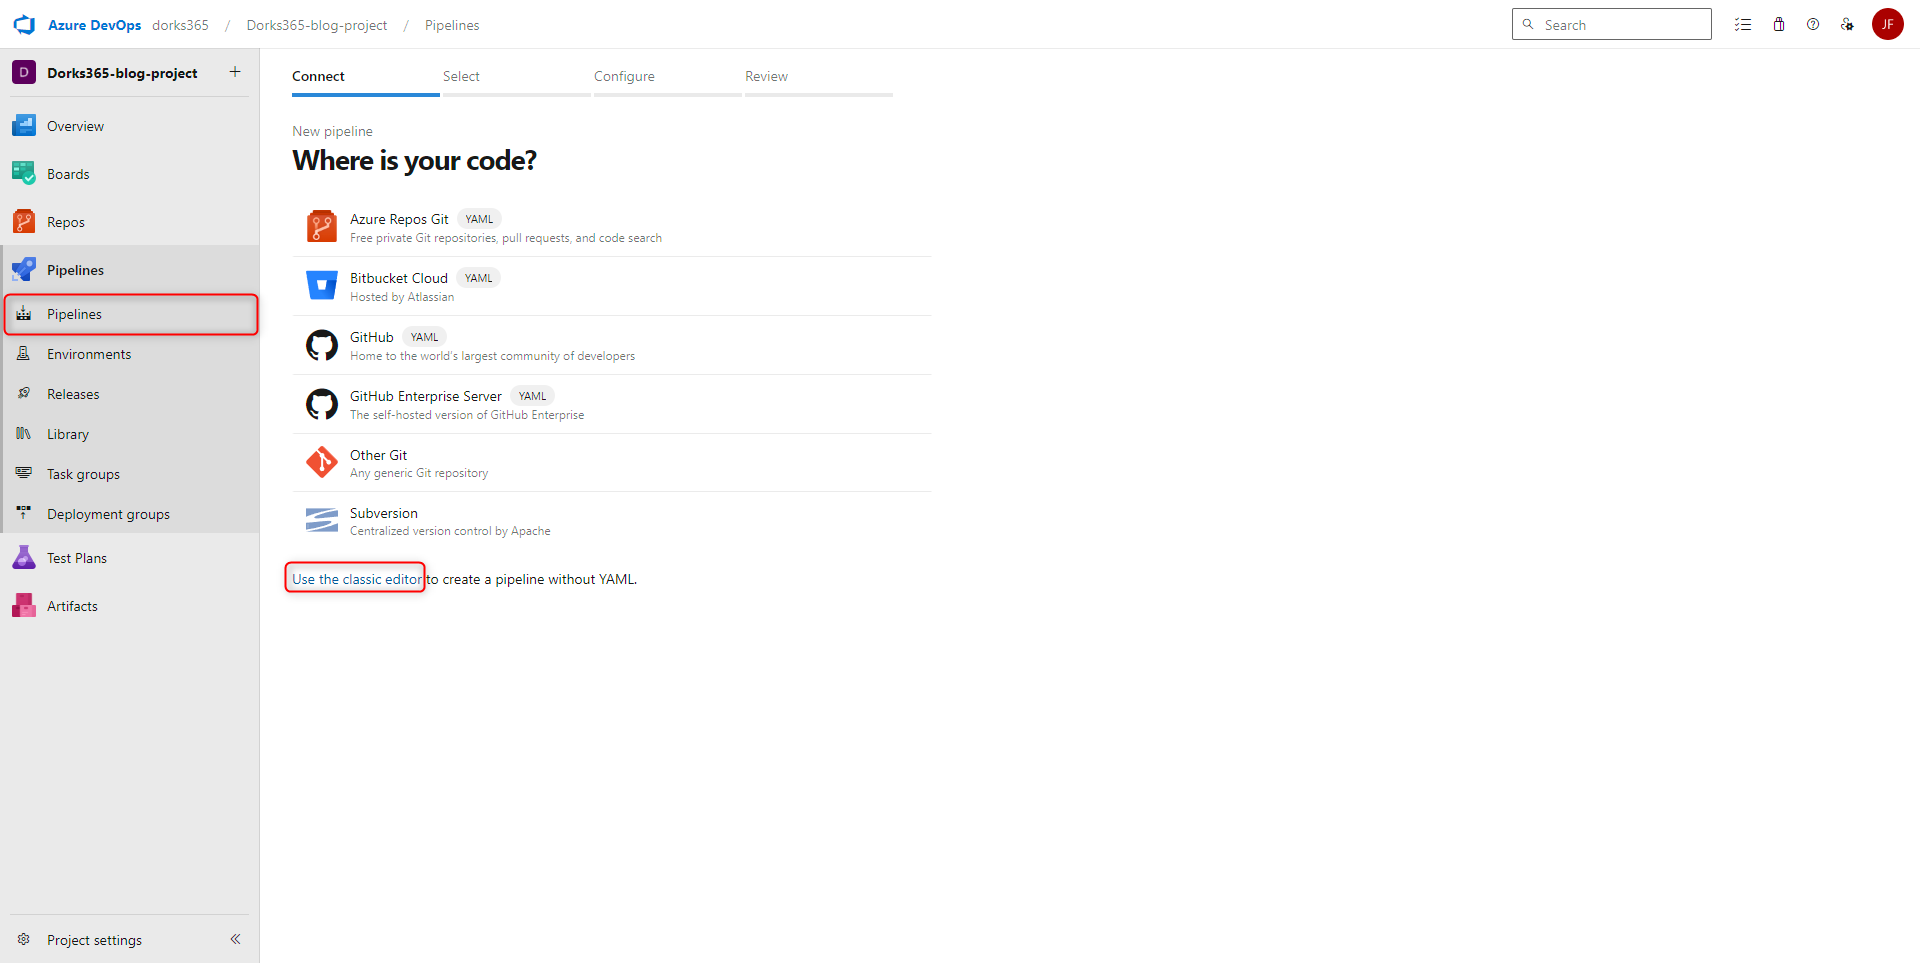 Azure DevOps dorks365 / Dorks365-blog-project / Pipelines
Search
JF
D Dorks365-blog-project +
Overview
Boards
Repos
Pipelines
Pipelines
Environments
Releases
Library
Task groups
Deployment groups
Test Plans
Artifacts
Project settings
Connect Select Configure Review
New pipeline
Where is your code?
Azure Repos Git YAML
Free private Git repositories, pull requests, and code search
Bitbucket Cloud YAML
Hosted by Atlassian
GitHub YAML
Home to the world's largest community of developers
GitHub Enterprise Server YAML
The self-hosted version of GitHub Enterprise
Other Git
Any generic Git repository
Subversion
Centralized version control by Apache
Use the classic editor to create a pipeline without YAML.